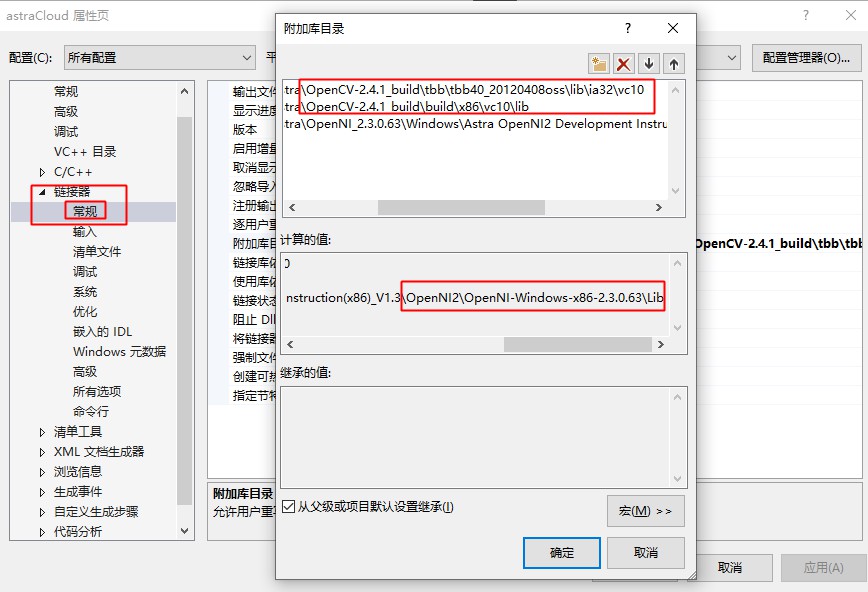 astraCloud 属性页
配置(C):
所有配置
配置管理器(O)...
常规
高级
调试
VC++ 目录
C/C++
链接器
常规
输入
清单文件
调试
系统
优化
嵌入的 IDL
Windows 元数据
高级
所有选项
命令行
清单工具
XML 文档生成器
浏览信息
生成事件
自定义生成步骤
代码分析
输出文件
显示进度
版本
启用增量
取消显示
忽略导入
注册输出
逐用户重
附加库目
链接库依
使用库依
链接状态
阻止 Dll
将链接器
强制文件
创建可热
指定节特
OpenCV-2.4.1_build\tbb\tbb
附加库目录
允许用户重
取消
应用(A)
附加库目录
?
tra\OpenCV-2.4.1_build\tbb\tbb40_20120408oss\lib\ia32\vc10
tra\OpenCV-2.4.1_build\build\x86\vc10\lib
tra\OpenNI_2.3.0.63\Windows\Astra OpenNI2 Development Instru
计算的值:
0
nstruction(x86)_V1.3\OpenNI2\OpenNI-Windows-x86-2.3.0.63\Lib
继承的值:
从父级或项目默认设置继承(I)
宏(M) >>
确定
取消